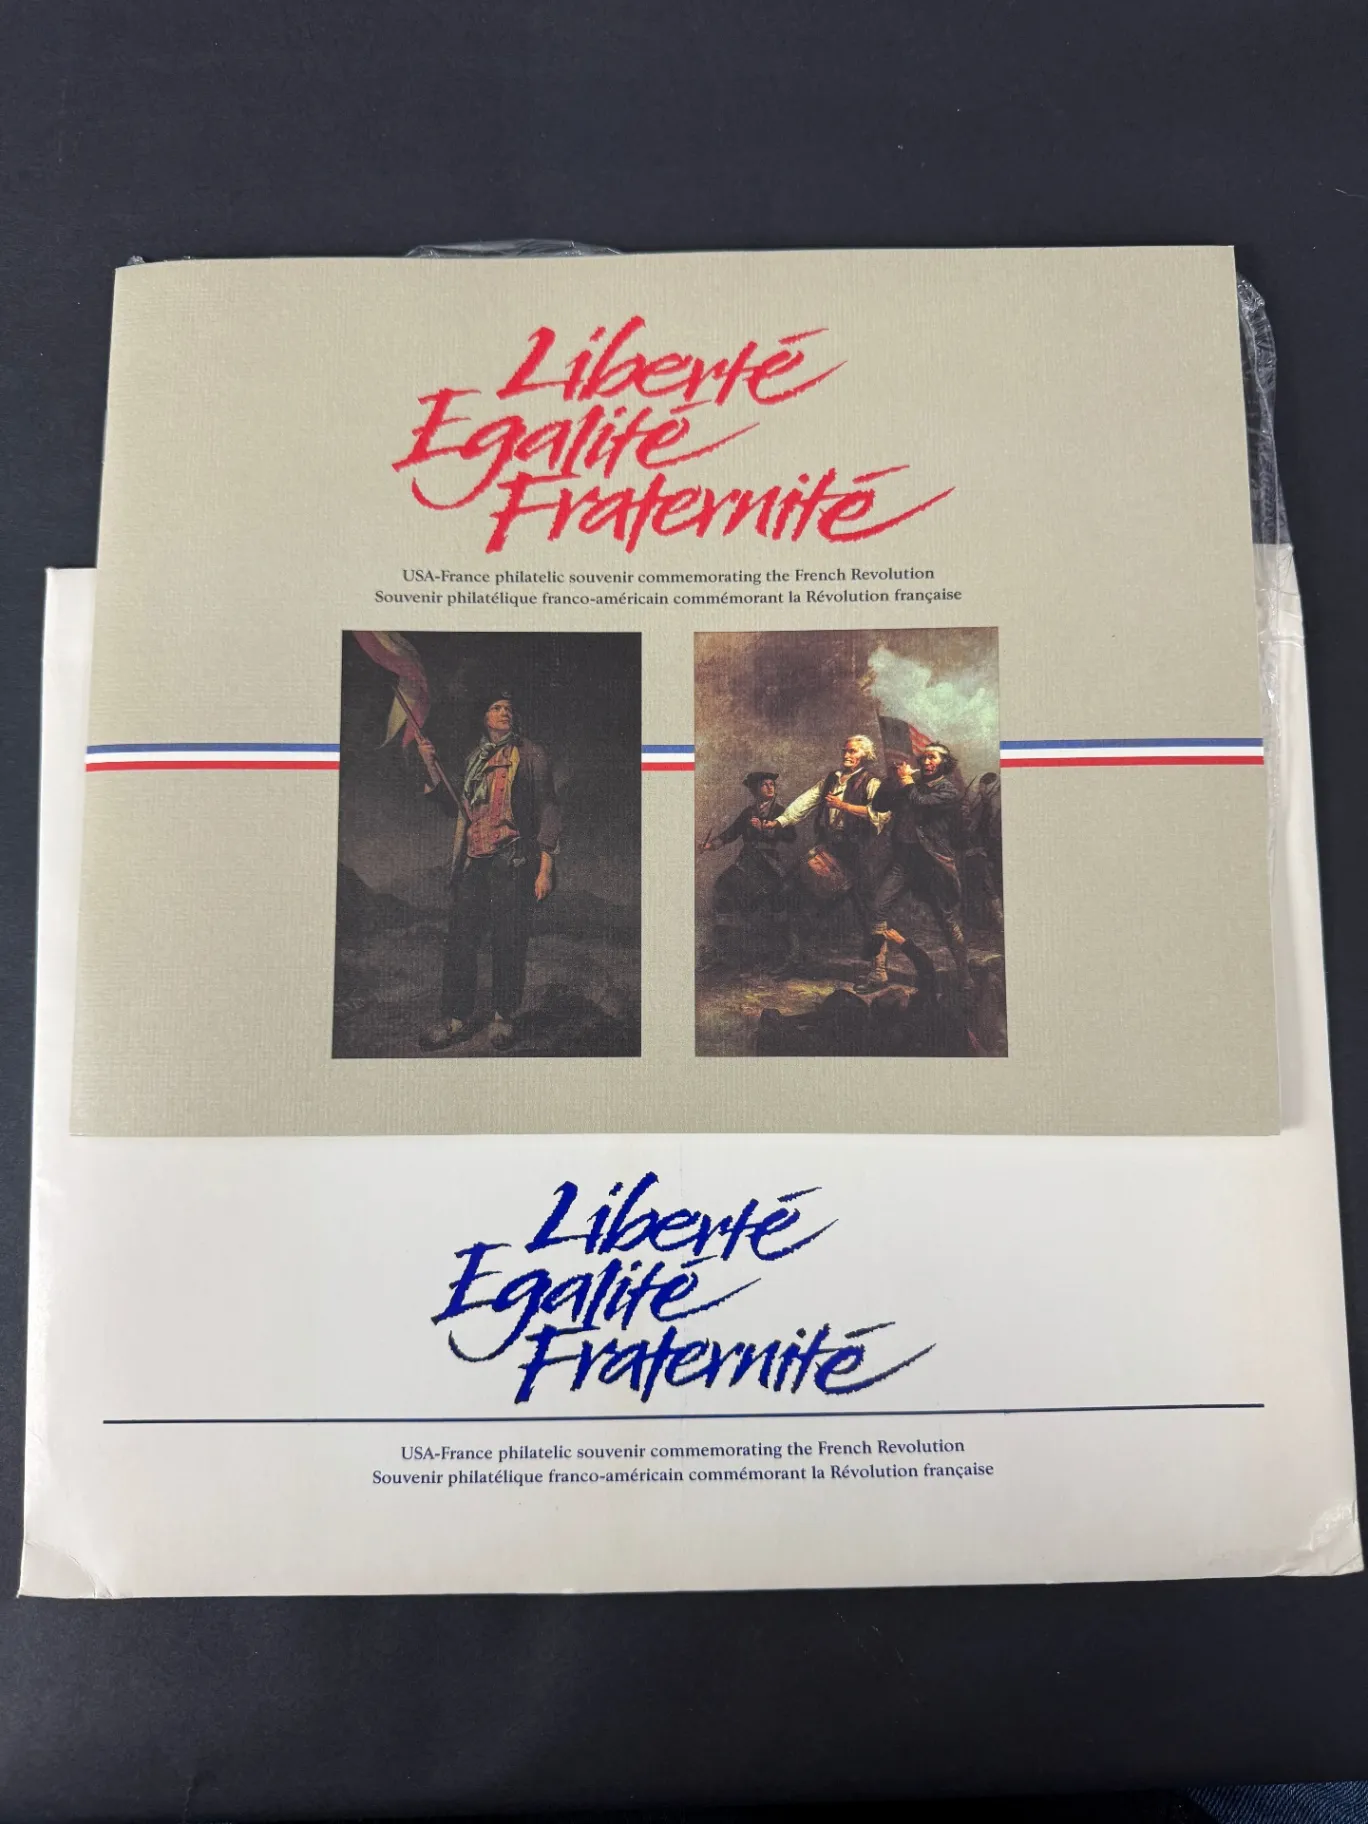 Liberté
Egalité
Fraternité
USA-France philatelic souvenir commemorating the French Revolution
Souvenir philatélique franco-américain commémorant la Révolution française
Liberté
Egalité
Fraternité
USA-France philatelic souvenir commemorating the French Revolution
Souvenir philatélique franco-américain commémorant la Révolution française